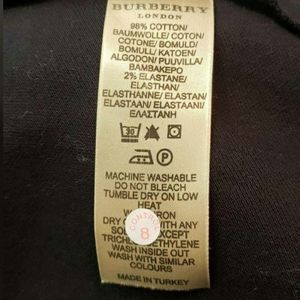 BURBERRY
LONDON
98% COTTON/
BAUMWOLLE/ COTON/
COTONE/ BOMULD/
BOMULL/ KATOEN/
ALGODON/ PUUVILLA/
ΒΑΜΒΑΚΕΡΟ
2% ELASTANE/
ELASTHAN/
ELASTHANNE/ ELASTAN/
ELASTAAN/ ELASTAANI/
ΕΛΑΣΤΑΝΗ
30
P
MACHINE WASHABLE
DO NOT BLEACH
TUMBLE DRY ON LOW
HEAT
IRON
DRY WITH ANY
EXCEPT
WASH INSIDE OUT
WASH WITH SIMILAR
COLOURS
MADE IN TURKEY
CONTROL
8